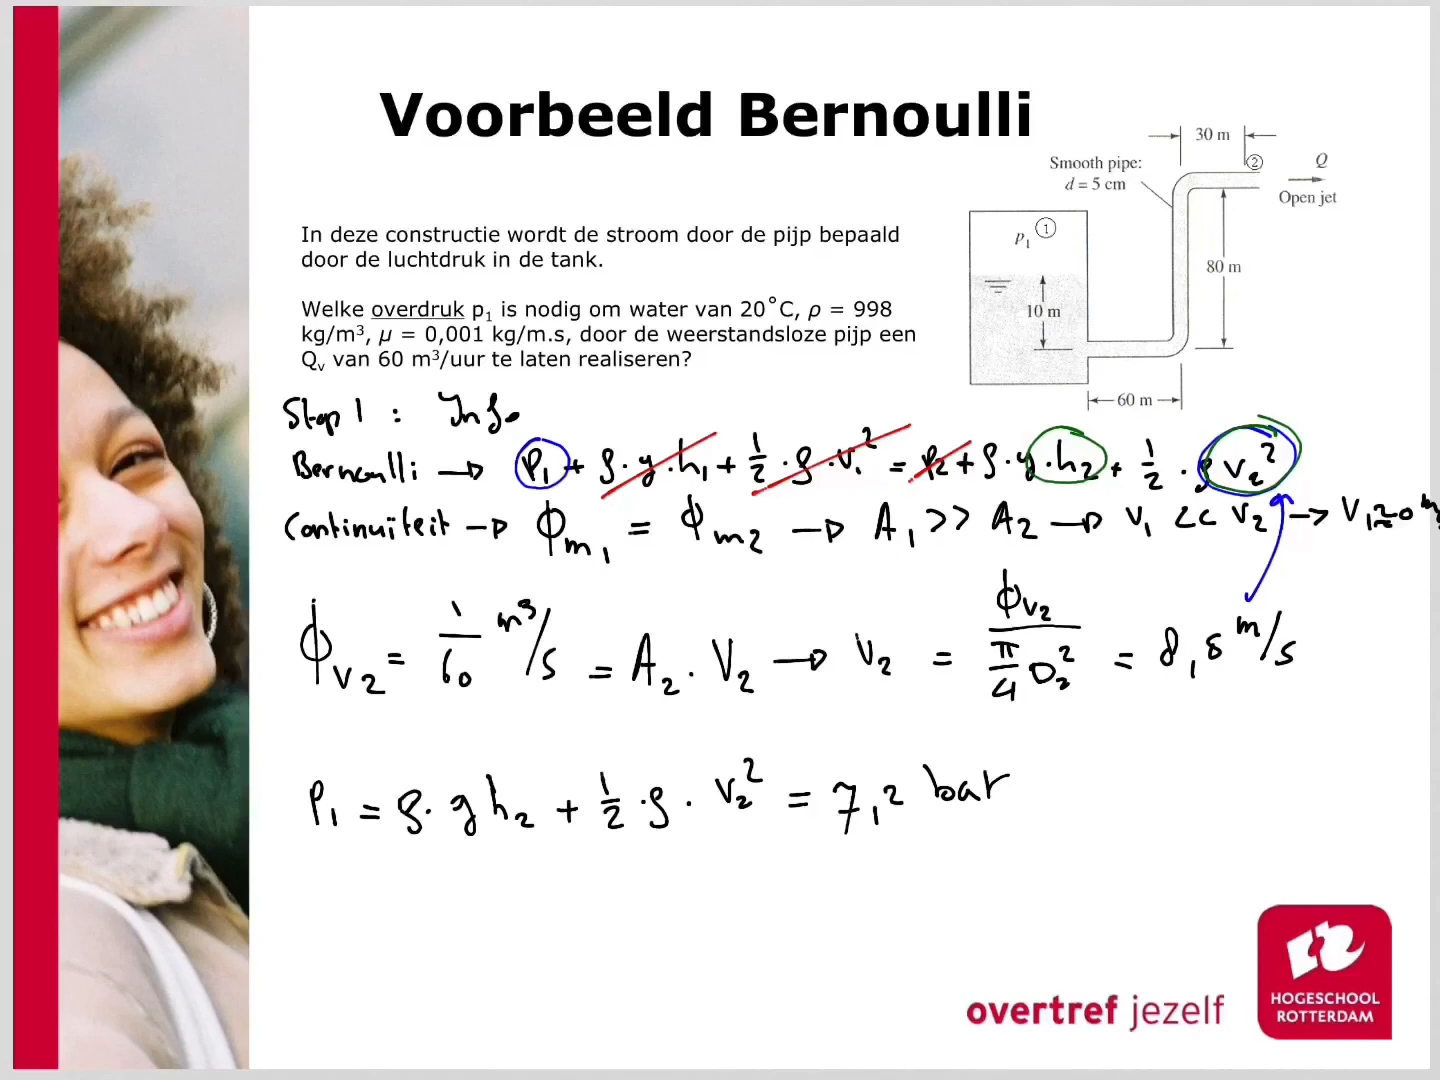 Voorbeeld Bernoulli
30 m
Smooth pipe:
d = 5 cm
2
Q
Open jet
p₁
1
10 m
80 m
60 m
In deze constructie wordt de stroom door de pijp bepaald
door de luchtdruk in de tank.
Welke overdruk p₁ is nodig om water van 20°C, ρ = 998
kg/m³, μ = 0,001 kg/m.s, door de weerstandsloze pijp een
Qᵥ van 60 m³/uur te laten realiseren?
Stap 1 : Info
Bernoulli → P₁ + ρ·g·h₁ + 1/2·ρ·v₁² = p₂ + ρ·g·h₂ + 1/2·ρ v₂²
Continuïteit → ϕm₁ = ϕm₂ → A₁ >> A₂ → v₁ << v₂ → v₁≈0 m/
ϕv₂ = 1/60 m³/s = A₂·V₂ → V₂ = ϕv₂ / (π/4 D₂²) = 8,5 m/s
P₁ = ρ·g h₂ + 1/2·ρ·v₂² = 7,2 bar
overtref jezelf
HOGESCHOOL
ROTTERDAM